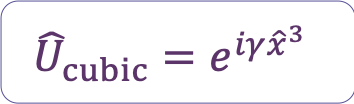 Û_cubic = e^{iγx̂^3}